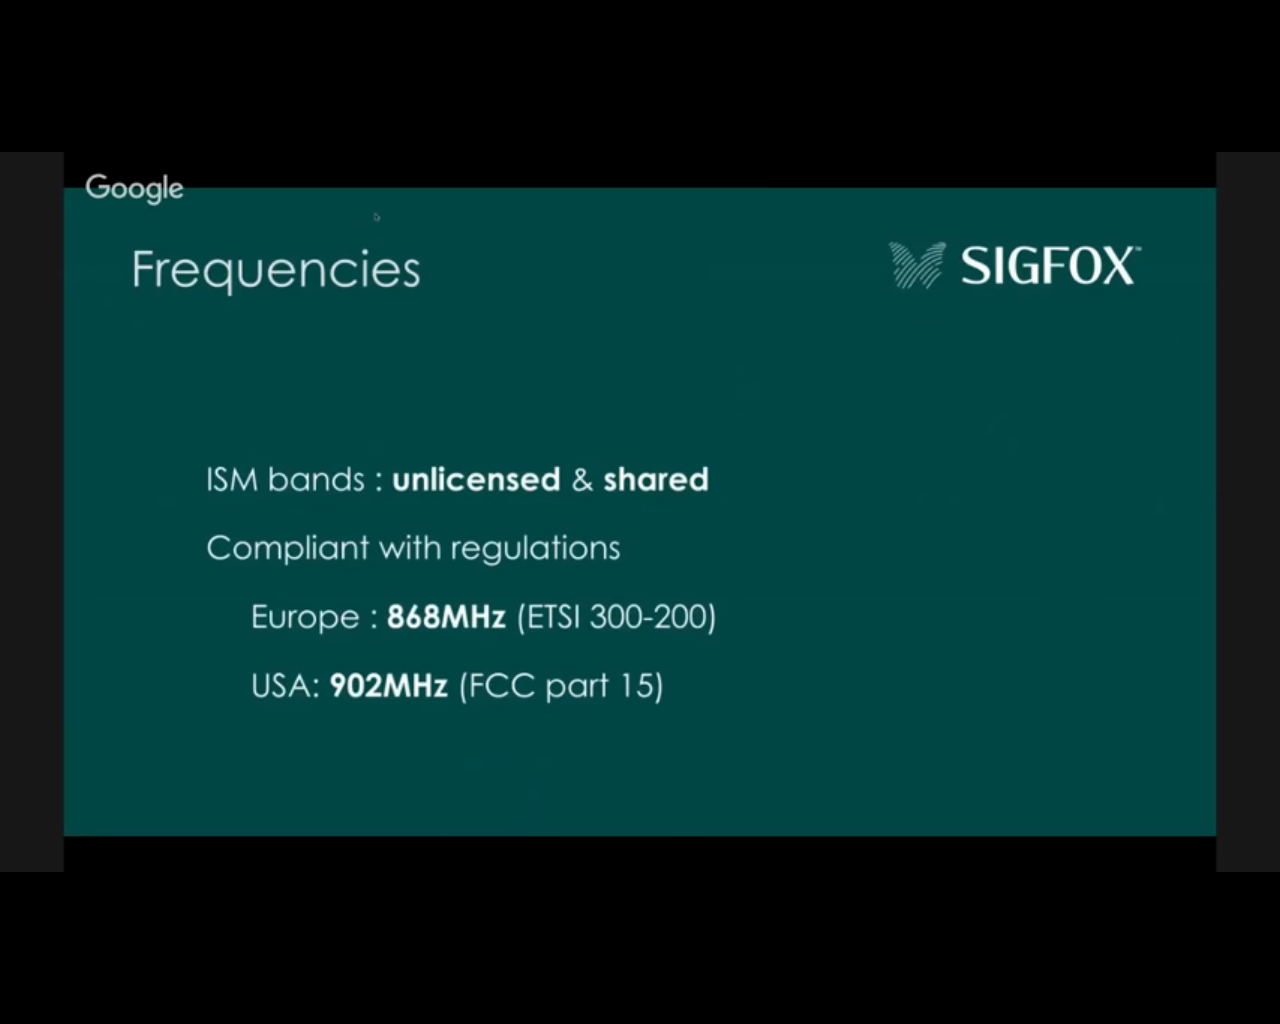 Google
Frequencies
SIGFOX™
ISM bands : unlicensed & shared
Compliant with regulations
Europe : 868MHz (ETSI 300-200)
USA: 902MHz (FCC part 15)